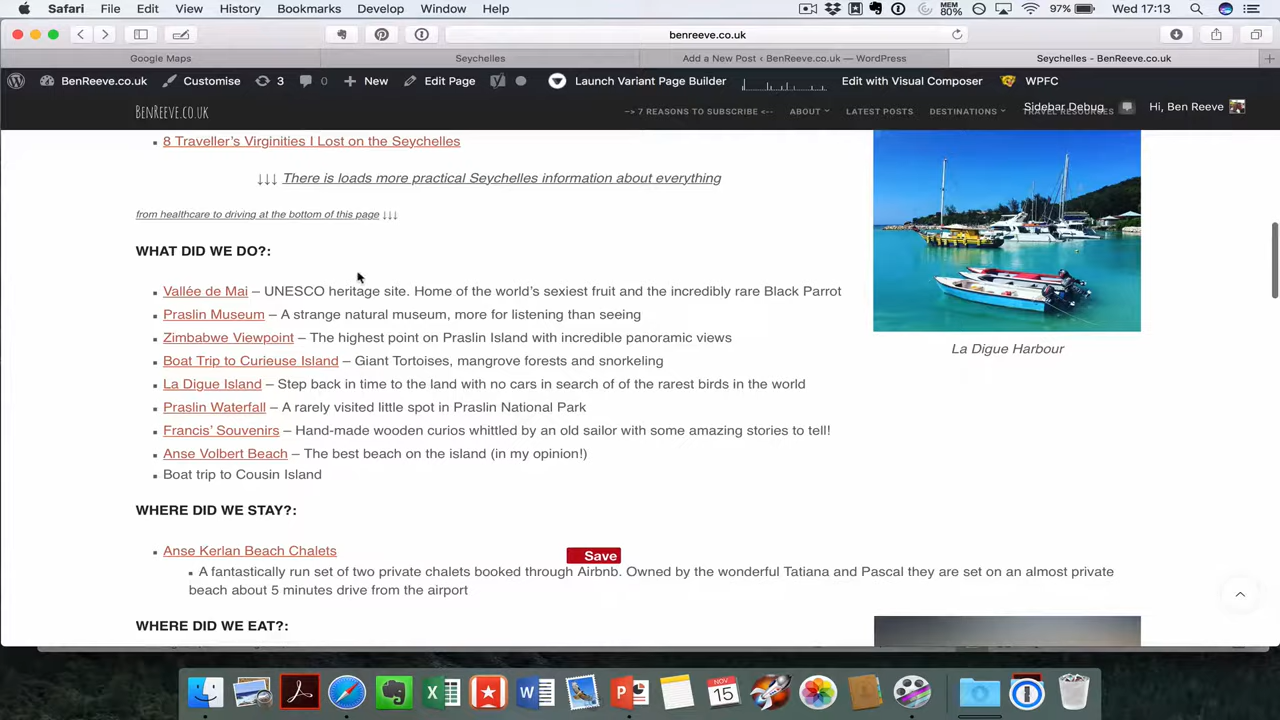 Safari File Edit View History Bookmarks Develop Window Help MEM 80% 97% Wed 17:13
benreeve.co.uk
Google Maps Seychelles Add a New Post ‹ BenReeve.co.uk — WordPress Seychelles - BenReeve.co.uk
BenReeve.co.uk Customise 3 0 New Edit Page Launch Variant Page Builder Edit with Visual Composer WPFC
Sidebar Debug Hi, Ben Reeve
BENREEVE.CO.UK --> 7 REASONS TO SUBSCRIBE <-- ABOUT LATEST POSTS DESTINATIONS TRAVEL RESOURCES
8 Traveller's Virginities I Lost on the Seychelles
↓↓↓ There is loads more practical Seychelles information about everything
from healthcare to driving at the bottom of this page ↓↓↓
WHAT DID WE DO?:
Vallée de Mai – UNESCO heritage site. Home of the world's sexiest fruit and the incredibly rare Black Parrot
Praslin Museum – A strange natural museum, more for listening than seeing
Zimbabwe Viewpoint – The highest point on Praslin Island with incredible panoramic views
La Digue Harbour
Boat Trip to Curieuse Island – Giant Tortoises, mangrove forests and snorkeling
La Digue Island – Step back in time to the land with no cars in search of of the rarest birds in the world
Praslin Waterfall – A rarely visited little spot in Praslin National Park
Francis' Souvenirs – Hand-made wooden curios whittled by an old sailor with some amazing stories to tell!
Anse Volbert Beach – The best beach on the island (in my opinion!)
Boat trip to Cousin Island
WHERE DID WE STAY?:
Anse Kerlan Beach Chalets
Save
A fantastically run set of two private chalets booked through Airbnb. Owned by the wonderful Tatiana and Pascal they are set on an almost private
beach about 5 minutes drive from the airport
WHERE DID WE EAT?:
NOV
15